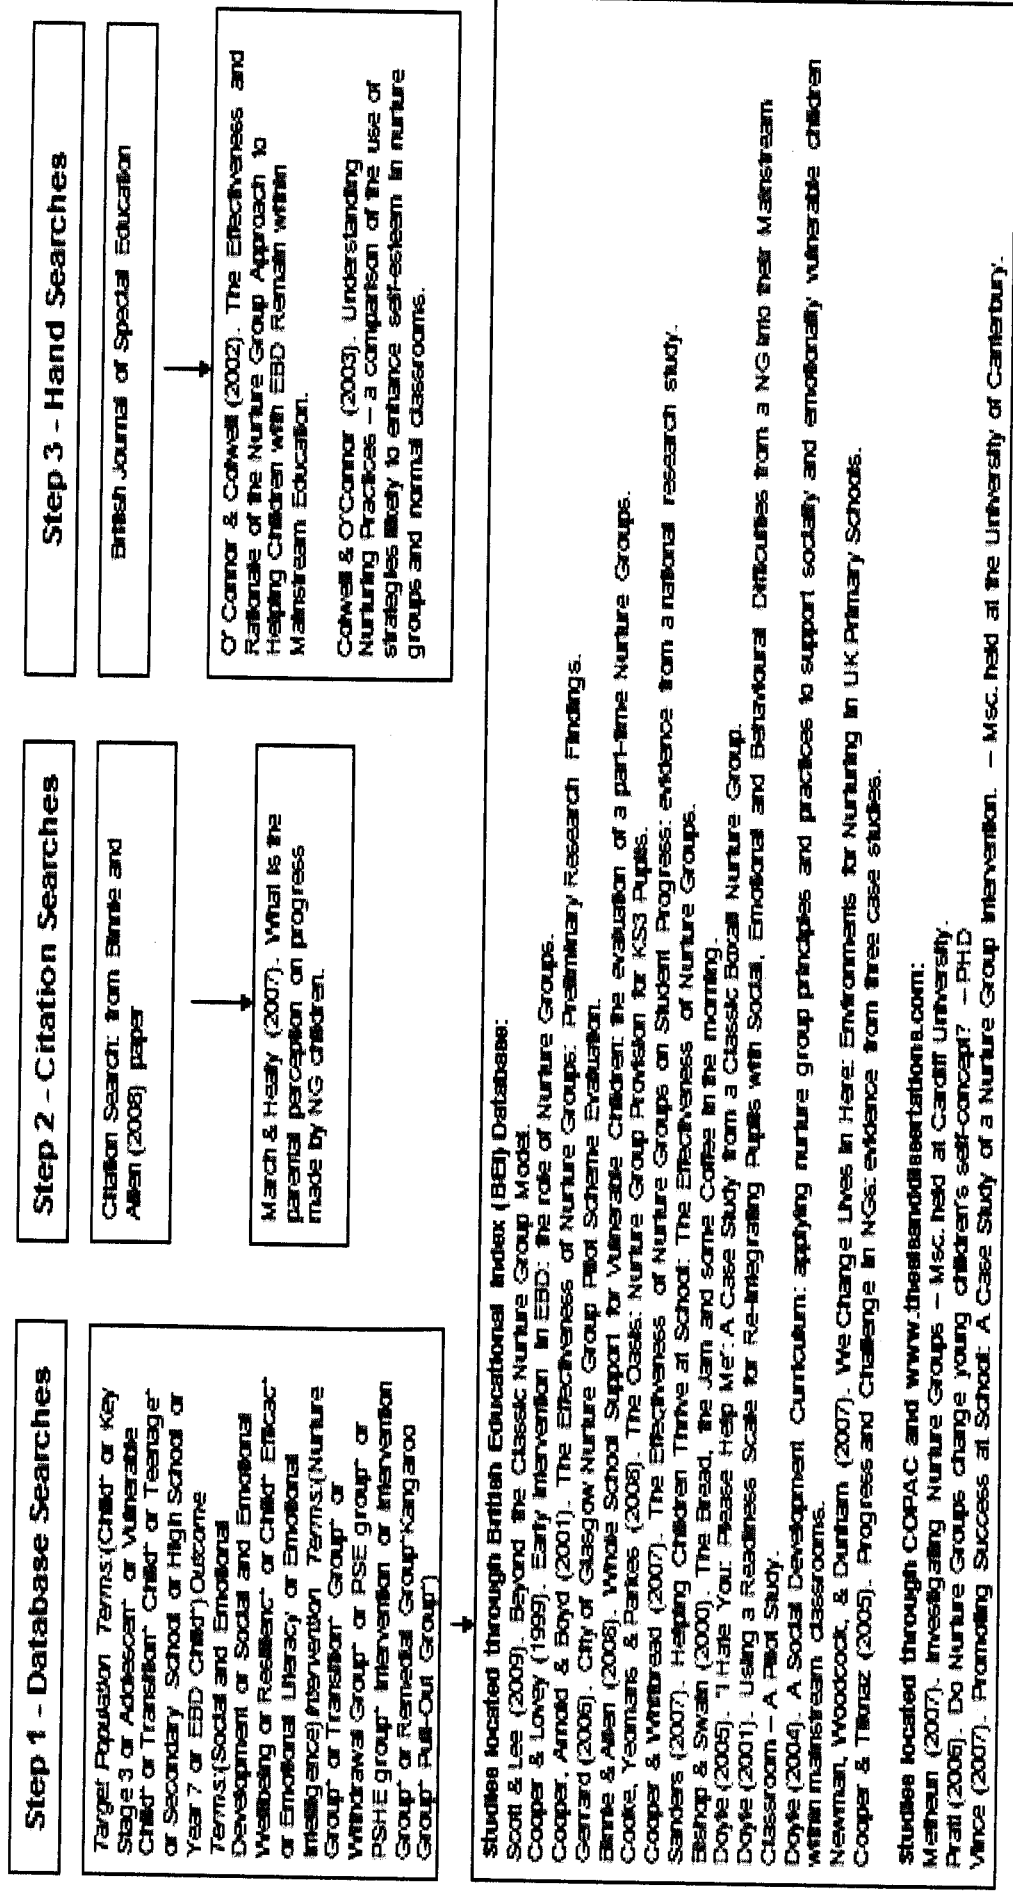 Step 1 - Database Searches
Target Population Terms:(Child* or Key
Stage 3 or Adolescen* or Vulnerable
Child* or Transition* Child* or Teenage*
or Secondary School or High School or
Year 7 or EBD Child*) Outcome
Terms:(Social and Emotional
Development or Social and Emotional
Wellbeing or Resilienc* or Child* Efficac*
or Emotional Literacy or Emotional
Intelligence) Intervention Terms:(Nurture
Group* or Transition* Group* or
Withdrawal Group* or PSE group* or
PSHE group* Intervention or Intervention
Group* or Remedial Group* Kangaroo
Group* Pull-Out Group*)
Step 2 - Citation Searches
Citation Search: from Binnie and
Allen (2008) paper
March & Healy (2007). What is the
parental perception on progress
made by NG children.
Step 3 - Hand Searches
British Journal of Special Education
O' Connor & Colwell (2002). The Effectiveness and
Rationale of the Nurture Group Approach to
Helping Children with EBD Remain within
Mainstream Education.
Colwell & O'Connor (2003). Understanding
Nurturing Practices – a comparison of the use of
strategies likely to enhance self-esteem in nurture
groups and normal classrooms.
Studies located through British Educational Index (BEI) Database:
Scott & Lee (2009). Beyond the Classic Nurture Group Model.
Cooper & Lovey (1999). Early Intervention in EBD: the role of Nurture Groups.
Cooper, Arnold & Boyd (2001). The Effectiveness of Nurture Groups: Preliminary Research Findings.
Gerrard (2006). City of Glasgow Nurture Group Pilot Scheme Evaluation.
Binnie & Allen (2008). Whole School Support for Vulnerable Children: the evaluation of a part-time Nurture Groups.
Cooke, Yeomans & Parkes (2008). The Oasis: Nurture Group Provision for KS3 Pupils.
Cooper & Whitbread (2007). The Effectiveness of Nurture Groups on Student Progress: evidence from a national research study.
Sanders (2007). Helping Children Thrive at School: The Effectiveness of Nurture Groups.
Bishop & Swain (2000). The Bread, the Jam and some Coffee in the morning.
Doyle (2005). "I Hate You: Please Help Me": A Case Study from a Classic Boxall Nurture Group.
Doyle (2001). Using a Readiness Scale for Re-Integrating Pupils with Social, Emotional and Behavioural Difficulties from a NG into their Mainstream
Classroom – A Pilot Study.
Doyle (2004). A Social Development Curriculum: applying nurture group principles and practices to support socially and emotionally vulnerable children
within mainstream classrooms.
Newman, Woodcock, & Dunham (2007). We Change Lives in Here: Environments for Nurturing in UK Primary Schools.
Cooper & Tiknaz (2005). Progress and Challenge in NGs: evidence from three case studies.
Studies located through COPAC and www.thesisanddissertations.com:
Metheun (2007). Investigating Nurture Groups – Msc. held at Cardiff University.
Pratt (2006). Do Nurture Groups change young children's self-concept? – PHD
Vince (2007). Promoting Success at School: A Case Study of a Nurture Group Intervention. – Msc. held at the University of Canterbury.